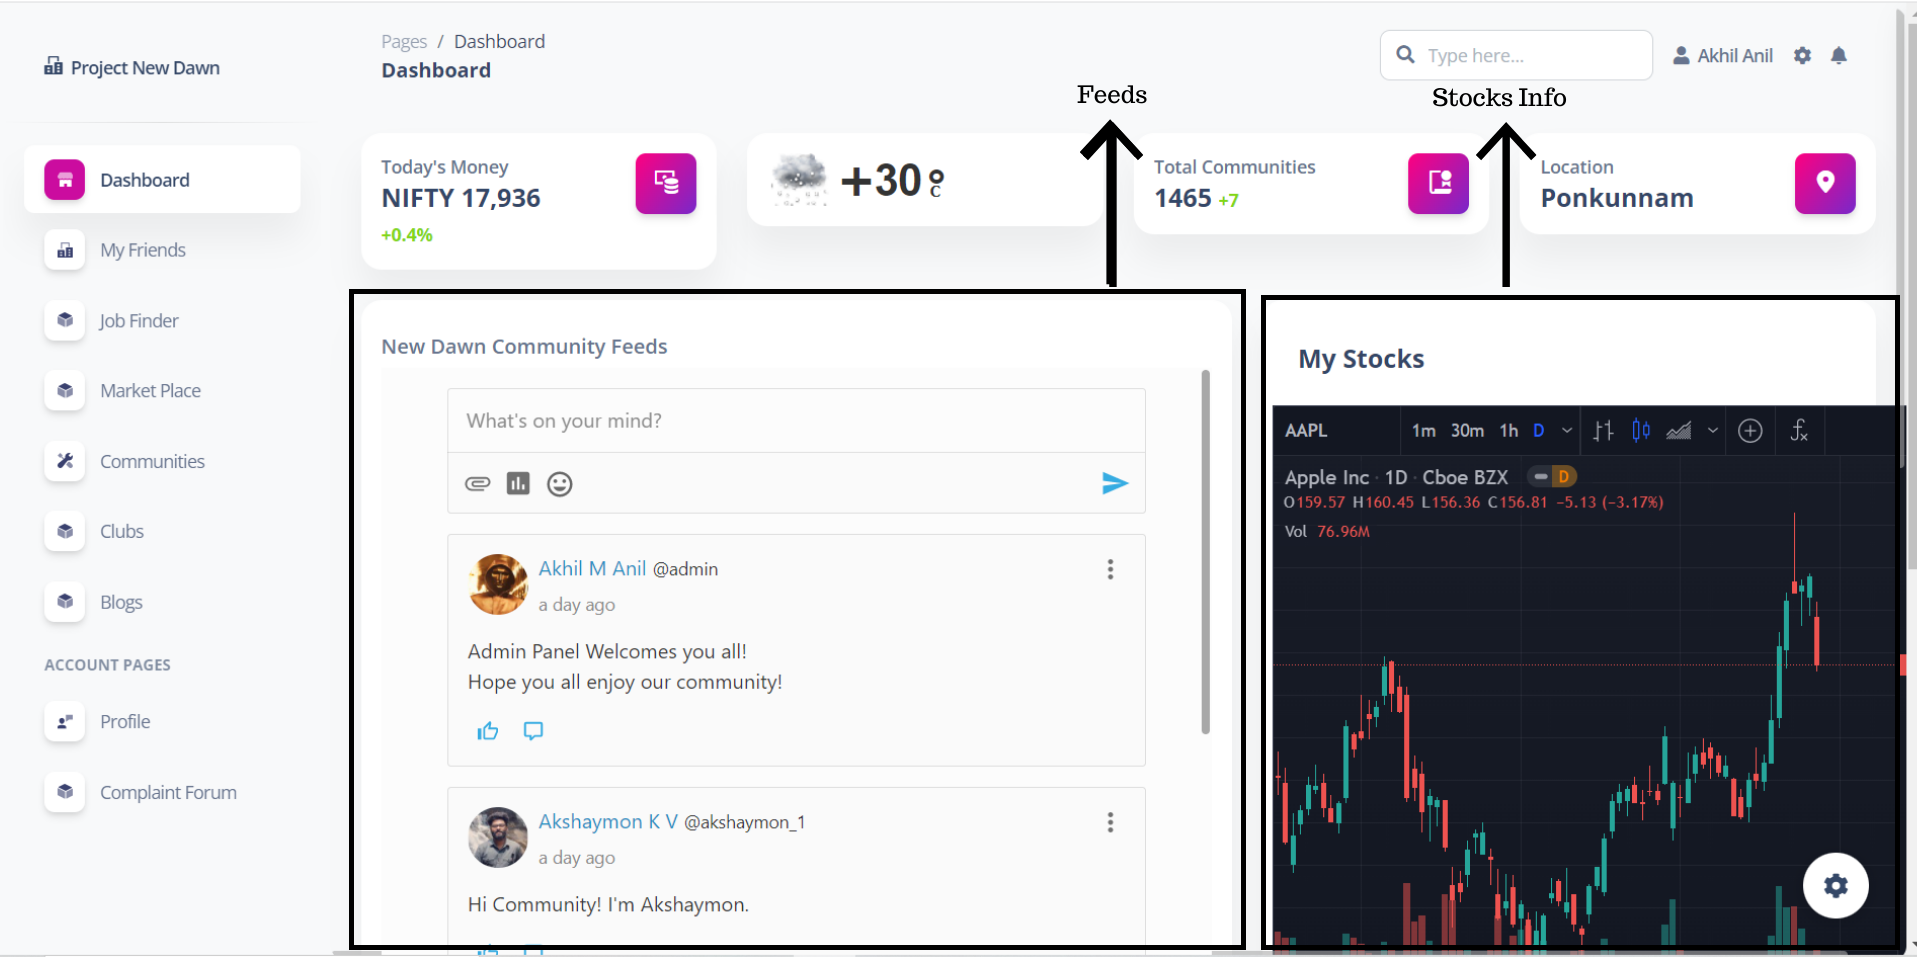 Project New Dawn
Pages / Dashboard
Dashboard
Type here...
Akhil Anil
Feeds
Stocks Info
Dashboard
My Friends
Job Finder
Market Place
Communities
Clubs
Blogs
ACCOUNT PAGES
Profile
Complaint Forum
Today's Money
NIFTY 17,936
+0.4%
+30 °C
Total Communities
1465 +7
Location
Ponkunnam
New Dawn Community Feeds
What's on your mind?
Akhil M Anil @admin
a day ago
Admin Panel Welcomes you all!
Hope you all enjoy our community!
Akshaymon K V @akshaymon_1
a day ago
Hi Community! I'm Akshaymon.
My Stocks
AAPL 1m 30m 1h D
Apple Inc · 1D · Cboe BZX D
O159.57 H160.45 L156.36 C156.81 −5.13 (−3.17%)
Vol 76.96M